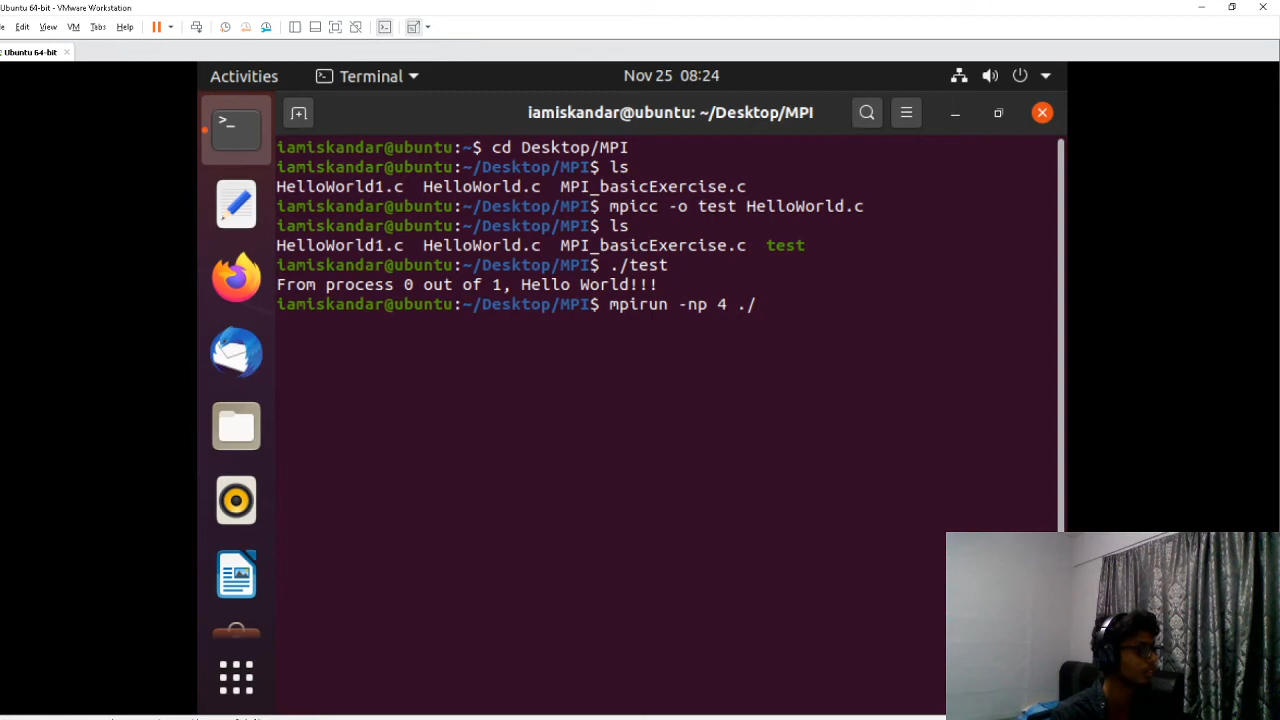 Ubuntu 64-bit - VMware Workstation
Edit View VM Tabs Help
Ubuntu 64-bit
Activities Terminal Nov 25 08:24
iamiskandar@ubuntu: ~/Desktop/MPI
iamiskandar@ubuntu:~$ cd Desktop/MPI
iamiskandar@ubuntu:~/Desktop/MPI$ ls
HelloWorld1.c HelloWorld.c MPI_basicExercise.c
iamiskandar@ubuntu:~/Desktop/MPI$ mpicc -o test HelloWorld.c
iamiskandar@ubuntu:~/Desktop/MPI$ ls
HelloWorld1.c HelloWorld.c MPI_basicExercise.c test
iamiskandar@ubuntu:~/Desktop/MPI$ ./test
From process 0 out of 1, Hello World!!!
iamiskandar@ubuntu:~/Desktop/MPI$ mpirun -np 4 ./